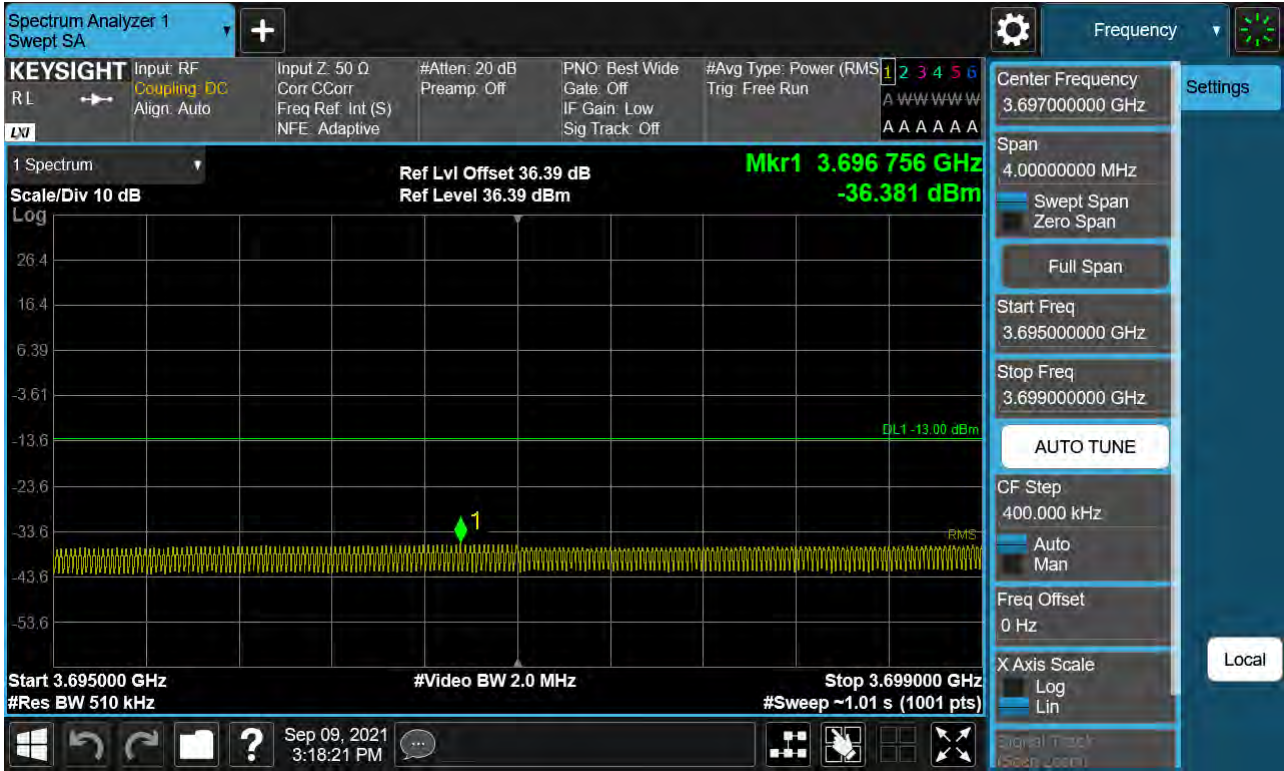 Spectrum Analyzer 1
Swept SA
+
Frequency
KEYSIGHT
RL
LXI
Input: RF
Coupling: DC
Align: Auto
Input Z: 50 Ω
Corr CCorr
Freq Ref: Int (S)
NFE: Adaptive
#Atten: 20 dB
Preamp: Off
PNO: Best Wide
Gate: Off
IF Gain: Low
Sig Track: Off
#Avg Type: Power (RMS
Trig: Free Run
1 2 3 4 5 6
A W W W W W
A A A A A A
1 Spectrum
Scale/Div 10 dB
Log
Ref Lvl Offset 36.39 dB
Ref Level 36.39 dBm
Mkr1 3.696 756 GHz
-36.381 dBm
26.4
16.4
6.39
-3.61
-13.6
-23.6
-33.6
-43.6
-53.6
DL1 -13.00 dBm
1
RMS
Start 3.695000 GHz
#Res BW 510 kHz
#Video BW 2.0 MHz
Stop 3.699000 GHz
#Sweep ~1.01 s (1001 pts)
Center Frequency
3.697000000 GHz
Span
4.00000000 MHz
Swept Span
Zero Span
Full Span
Start Freq
3.695000000 GHz
Stop Freq
3.699000000 GHz
AUTO TUNE
CF Step
400.000 kHz
Auto
Man
Freq Offset
0 Hz
X Axis Scale
Log
Lin
Signal Track
(Span Zoom)
Settings
Local
?
Sep 09, 2021
3:18:21 PM